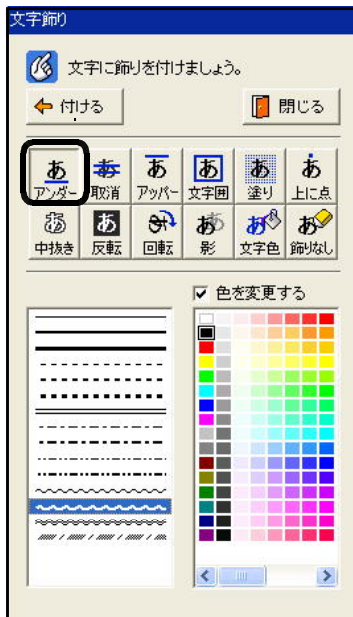 文字飾り
文字に飾りを付けましょう。
付ける
閉じる
あ あ あ あ あ あ
アンダー 取消 アッパー 文字囲 塗り 上に点
あ あ あ あ あ あ
中抜き 反転 回転 影 文字色 飾りなし
色を変更する